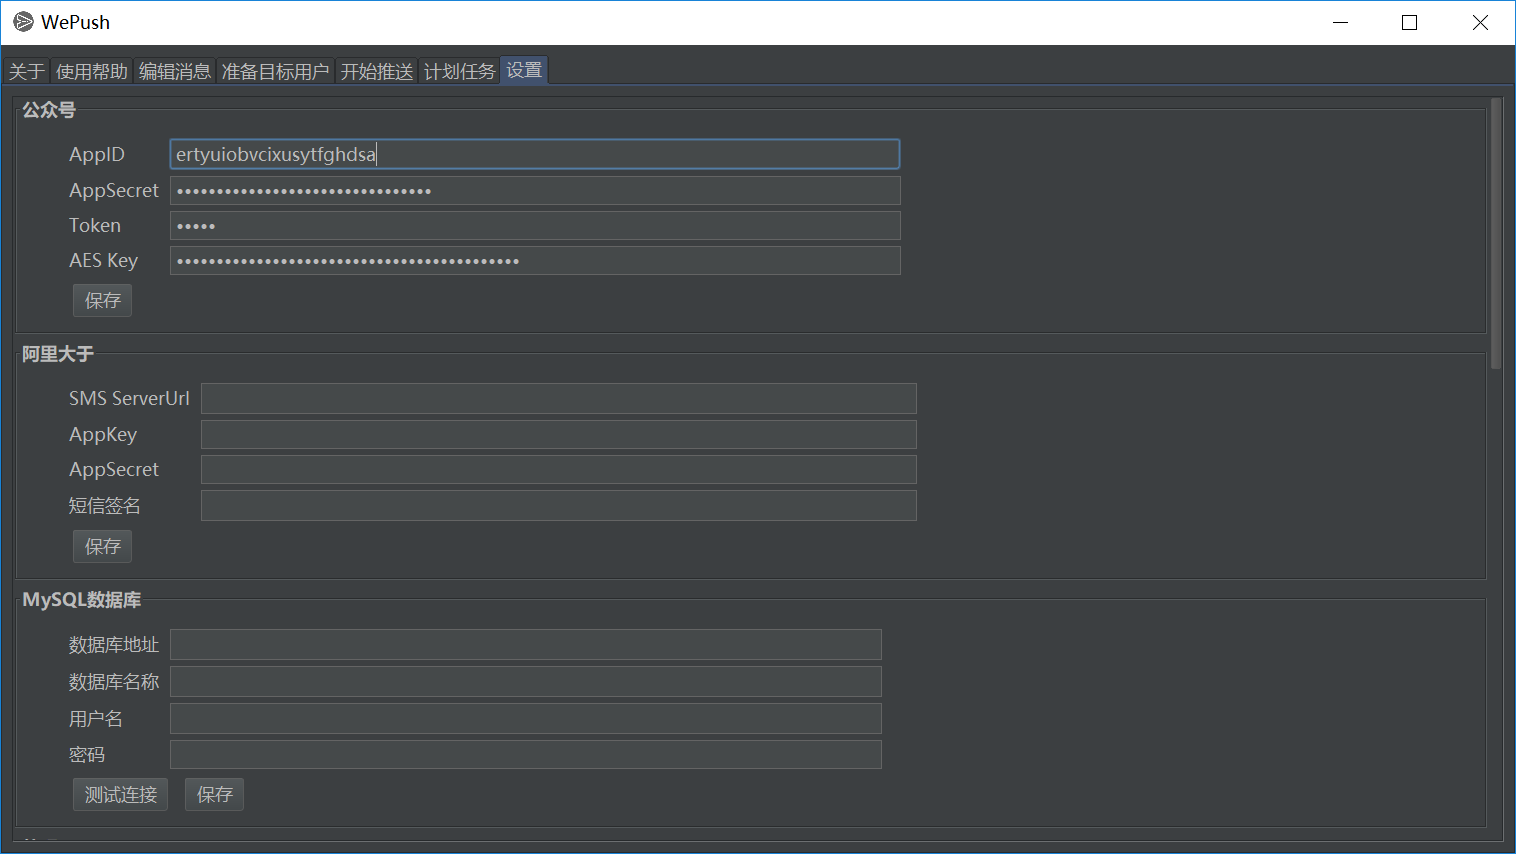 WePush
关于 使用帮助 编辑消息 准备目标用户 开始推送 计划任务 设置
公众号
AppID ertyuiobvcixusytfghdsa
AppSecret ••••••••••••••••••••••••••••••••
Token •••••
AES Key •••••••••••••••••••••••••••••••••••••••••••
保存
阿里大于
SMS ServerUrl
AppKey
AppSecret
短信签名
保存
MySQL数据库
数据库地址
数据库名称
用户名
密码
测试连接 保存